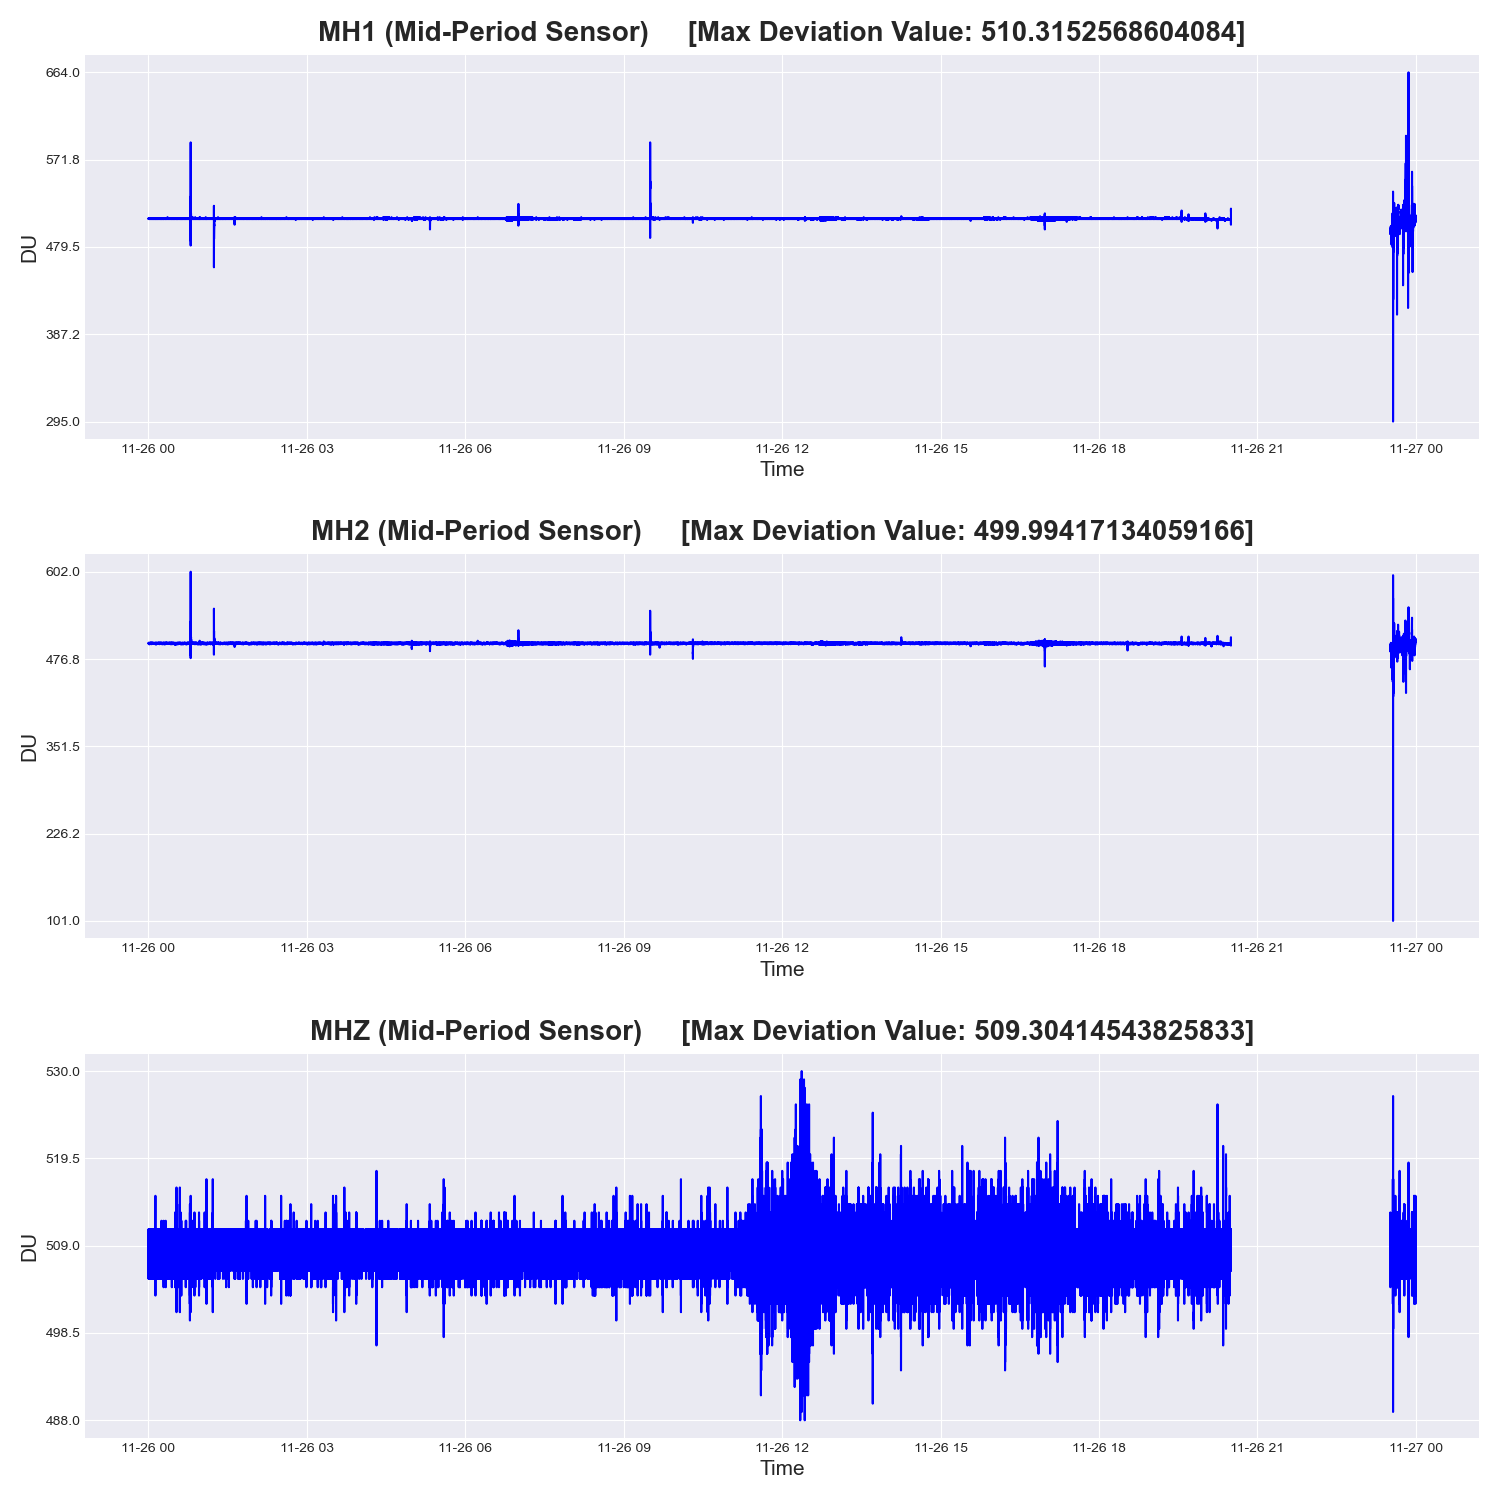 MH1 (Mid-Period Sensor) [Max Deviation Value: 510.3152568604084]
664.0
571.8
479.5
387.2
295.0
DU
11-26 00 11-26 03 11-26 06 11-26 09 11-26 12 11-26 15 11-26 18 11-26 21 11-27 00
Time
MH2 (Mid-Period Sensor) [Max Deviation Value: 499.99417134059166]
602.0
476.8
351.5
226.2
101.0
DU
11-26 00 11-26 03 11-26 06 11-26 09 11-26 12 11-26 15 11-26 18 11-26 21 11-27 00
Time
MHZ (Mid-Period Sensor) [Max Deviation Value: 509.30414543825833]
530.0
519.5
509.0
498.5
488.0
DU
11-26 00 11-26 03 11-26 06 11-26 09 11-26 12 11-26 15 11-26 18 11-26 21 11-27 00
Time